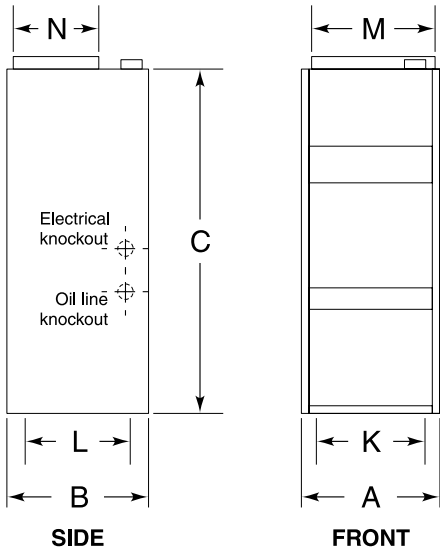 N
M
Electrical
knockout
C
Oil line
knockout
L
K
B
A
SIDE
FRONT